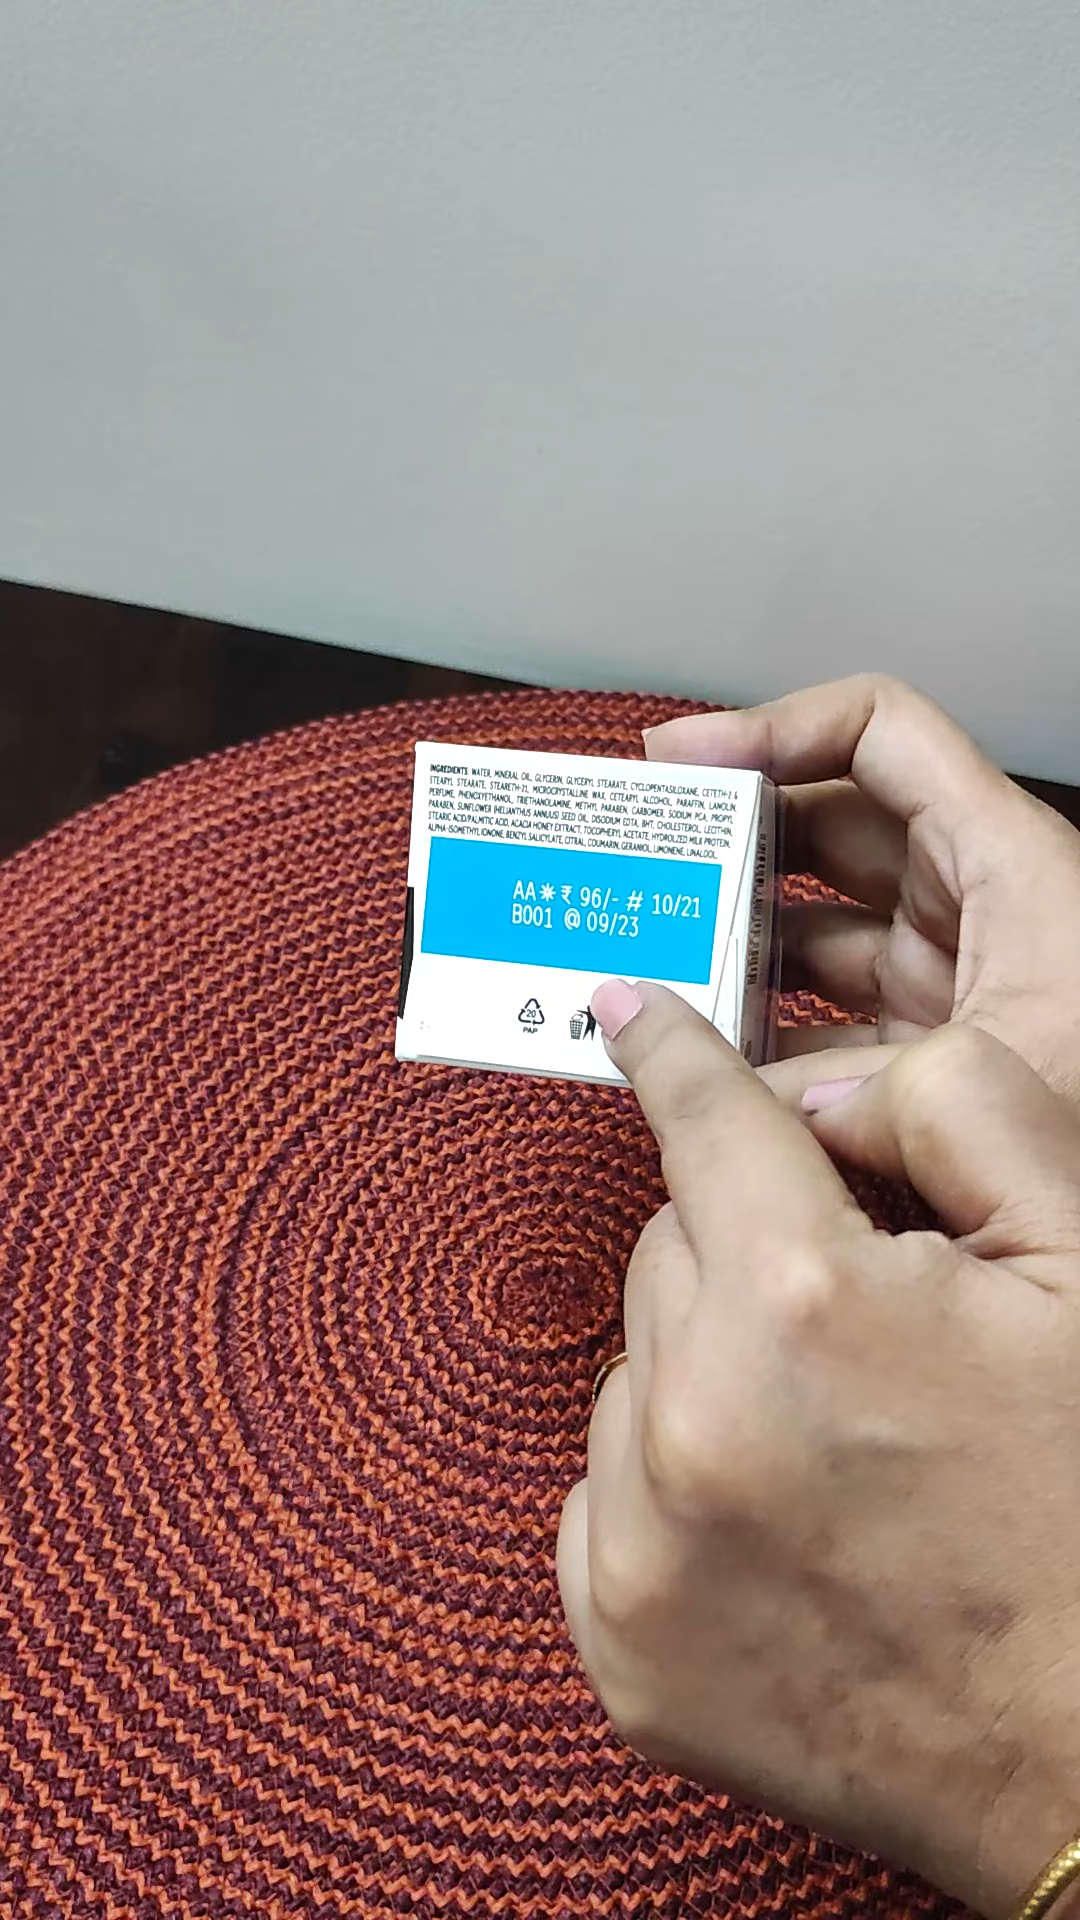 INGREDIENTS: WATER, MINERAL OIL, GLYCERIN, GLYCERYL STEARATE, CYCLOPENTASILOXANE, CETETH-2 &
STEARYL STEARATE, STEARETH-21, MICROCRYSTALLINE WAX, CETEARYL ALCOHOL, PARAFFIN, LANOLIN,
PERFUME, PHENOXYETHANOL, TRIETHANOLAMINE, METHYL PARABEN, CARBOMER, SODIUM PCA, PROPYL
PARABEN, SUNFLOWER (HELIANTHUS ANNUUS) SEED OIL, DISODIUM EDTA, BHT, CHOLESTEROL, LECITHIN,
STEARIC ACID/PALMITIC ACID, ACACIA HONEY EXTRACT, TOCOPHERYL ACETATE, HYDROLZED MILK PROTEIN,
ALPHA-ISOMETHYL IONONE, BENZYL SALICYLATE, CITRAL, COUMARIN, GERANIOL, LIMONENE, LINALOOL.
AA✷₹ 96/- # 10/21
B001 @ 09/23
20
PAP